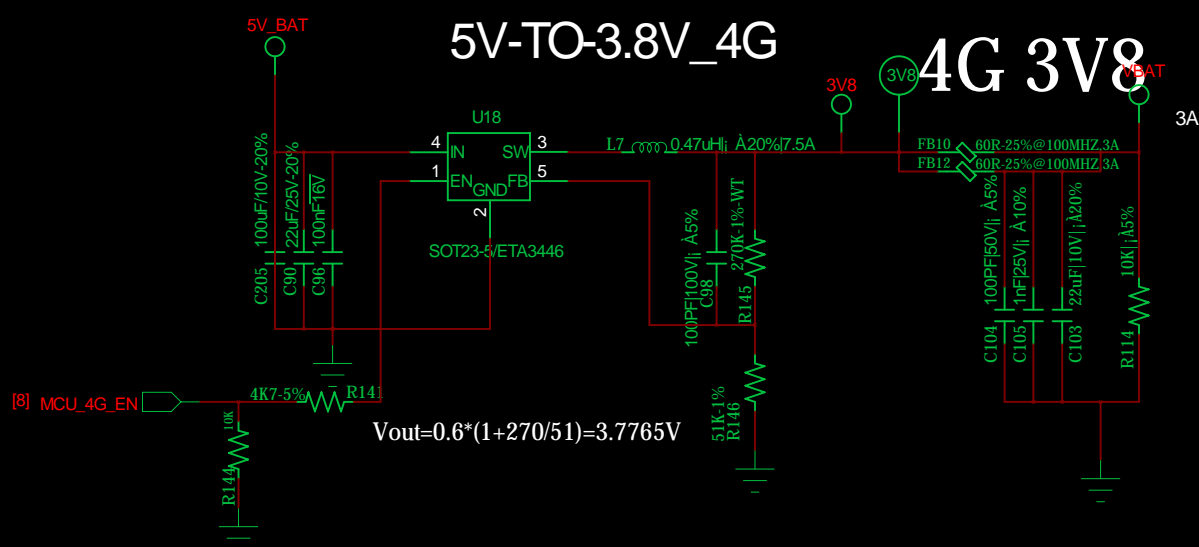 5V-TO-3.8V_4G
4G 3V8
5V_BAT
3V8
3V8
VBAT
3A
U18
4
IN
SW
3
1
EN
FB
5
GND
2
SOT23-5/ETA3446
L7
0.47uH|¡ À20%|7.5A
FB10
60R-25%@100MHZ,3A
FB12
60R-25%@100MHZ,3A
100uF/10V-20%
C205
22uF/25V-20%
C90
100nF16V
C96
100PF|100V|¡ À5%
C98
270K-1%-WT
R145
51K-1%
R146
100PF|50V|¡ À5%
C104
1nF|25V|¡ À10%
C105
22uF|10V|¡ À20%
C103
10K|¡ À5%
R114
[8] MCU_4G_EN
4K7-5%
R141
10K
R144
Vout=0.6*(1+270/51)=3.7765V